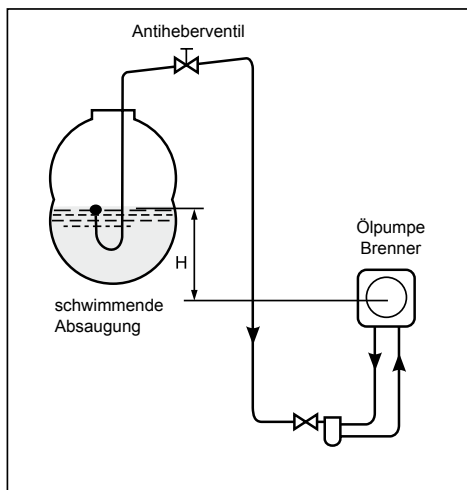 Antiheberventil
Ölpumpe
Brenner
H
schwimmende
Absaugung